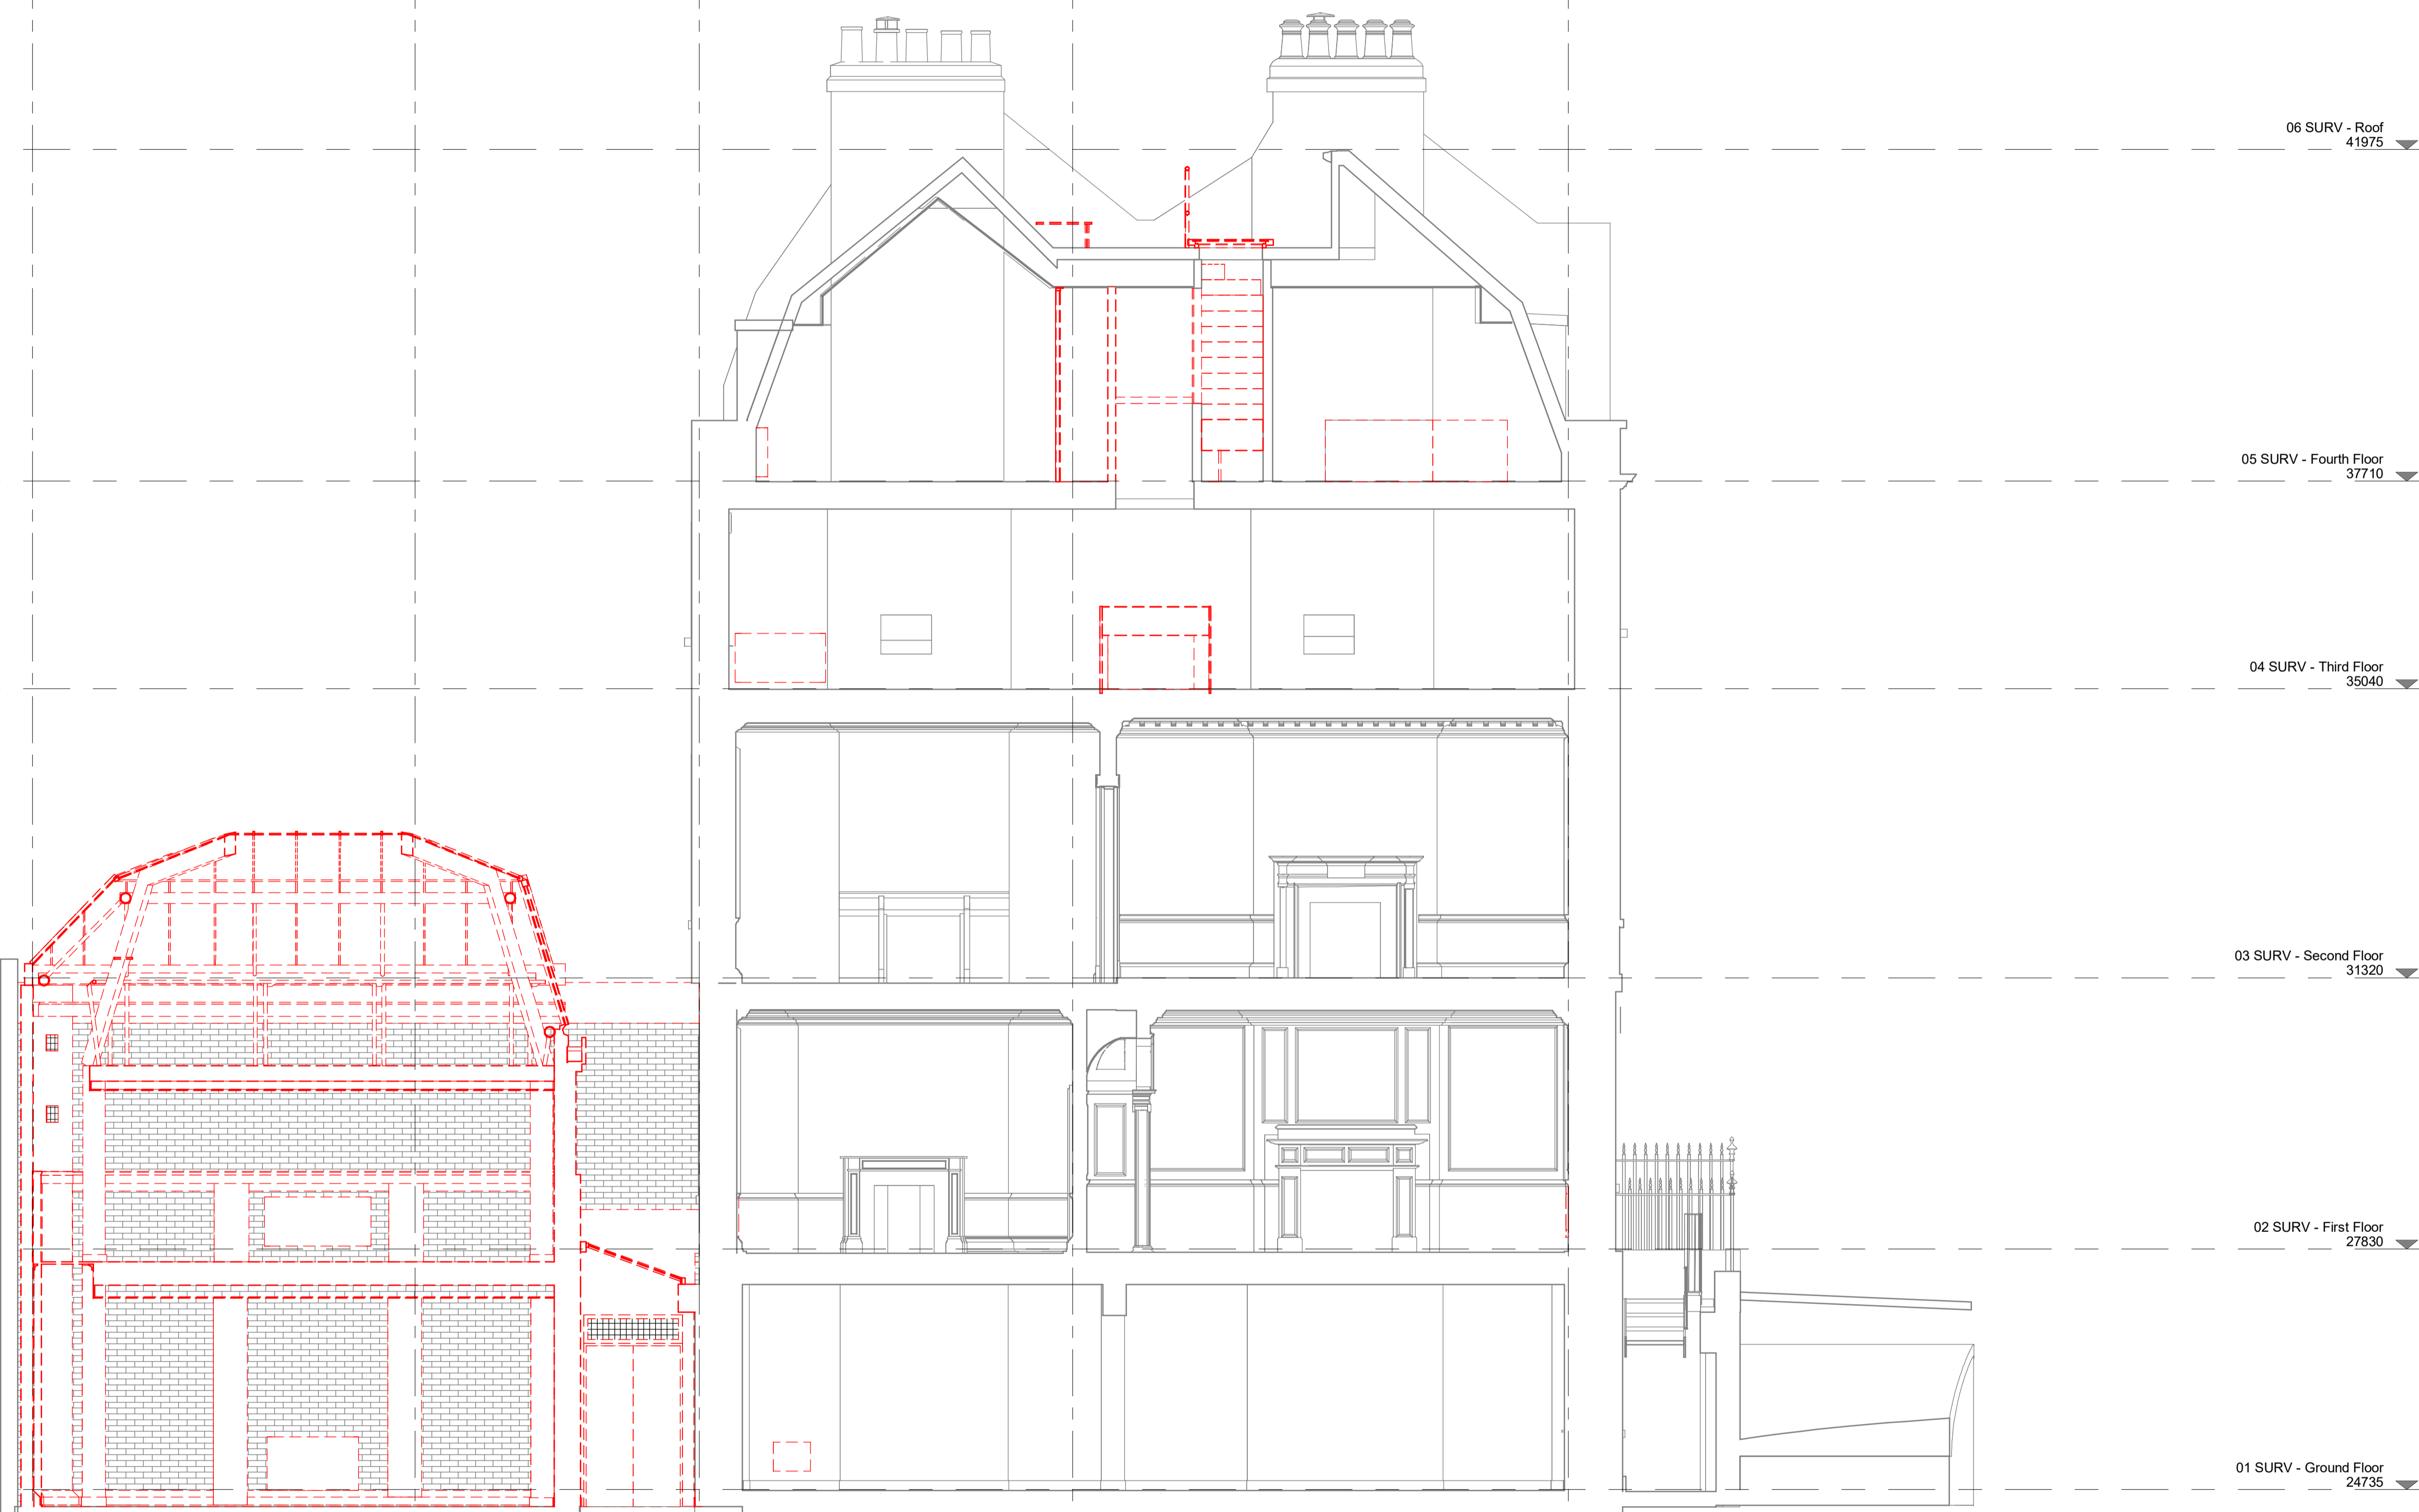 06 SURV - Roof
41975
05 SURV - Fourth Floor
37710
04 SURV - Third Floor
35040
03 SURV - Second Floor
31320
02 SURV - First Floor
27830
01 SURV - Ground Floor
24735